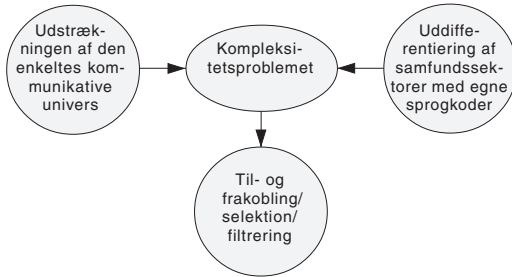 Udstræk-
ningen af den
enkeltes kom-
munikative
univers
Kompleksi-
tetsproblemet
Uddiffe-
rentiering af
samfundssek-
torer med egne
sprogkoder
Til- og
frakobling/
selektion/
filtrering